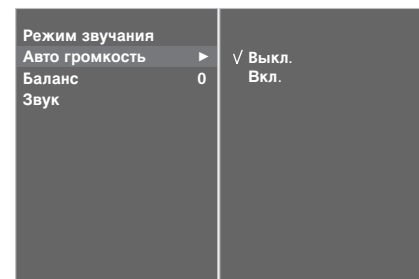 Режим звучания
Авто громкость ►
Баланс 0
Звук
√ Выкл.
Вкл.